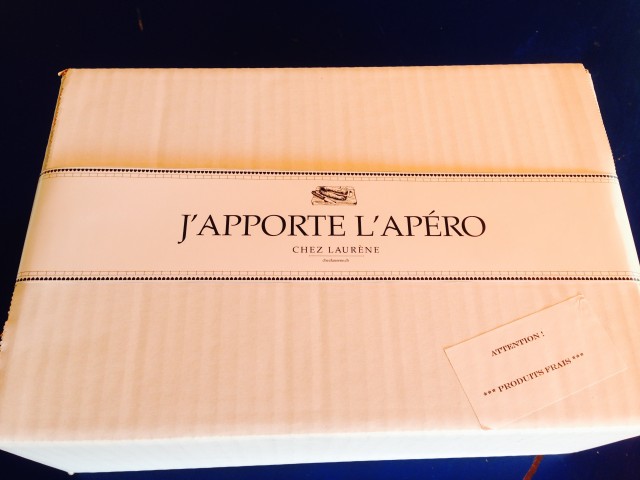 J'APPORTE L'APÉRO
CHEZ LAURÈNE
ATTENTION !
*** PRODUITS FRAIS ***